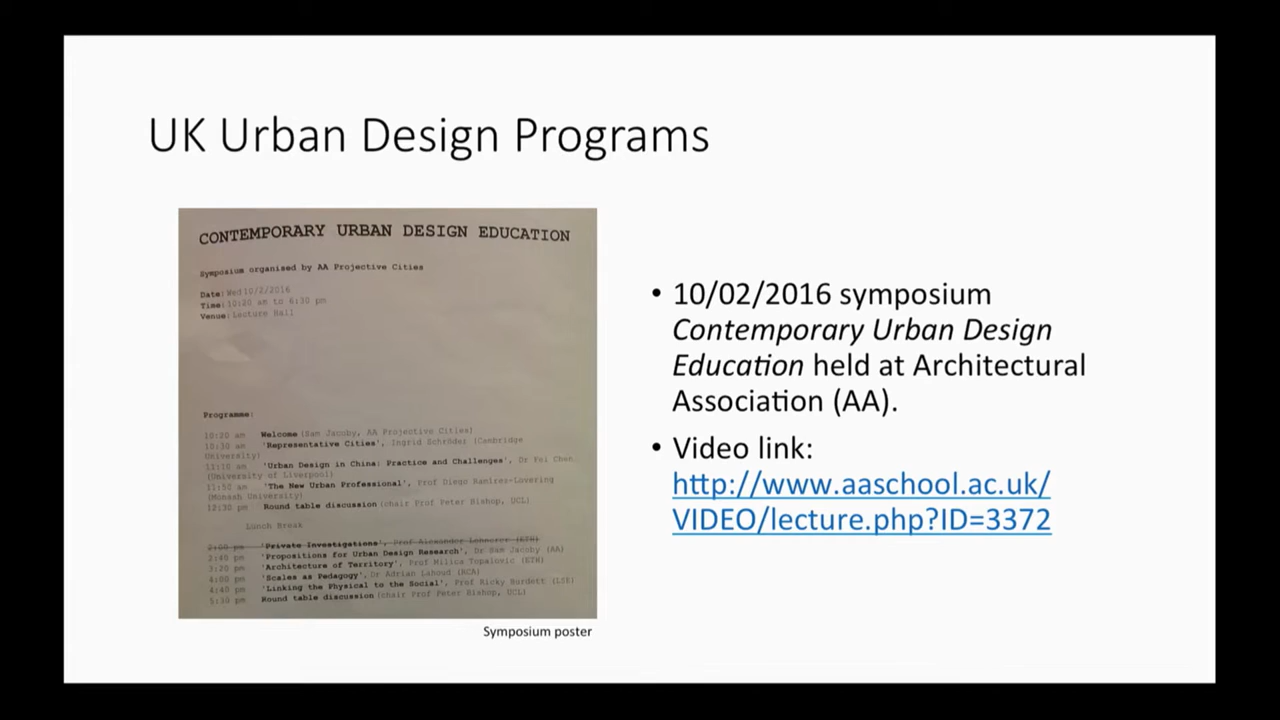 UK Urban Design Programs
CONTEMPORARY URBAN DESIGN EDUCATION
Symposium organised by AA Projective Cities
Date: Wed 10/2/2016
Time: 10:20 am to 6:30 pm
Venue: Lecture Hall
Programme:
10:20 am Welcome (Sam Jacoby, AA Projective Cities)
10:30 am 'Representative Cities', Ingrid Schröder (Cambridge
University)
11:10 am 'Urban Design in China: Practice and Challenges', Dr Fei Chen
(University of Liverpool)
11:50 am 'The New Urban Professional', Prof Diego Ramirez-Lovering
(Monash University)
12:30 pm Round table discussion (chair Prof Peter Bishop, UCL)
Lunch Break
2:00 pm 'Private Investigations', Prof Alexander Lehnerer (ETH)
2:40 pm 'Propositions for Urban Design Research', Dr Sam Jacoby (AA)
3:20 pm 'Architecture of Territory', Prof Milica Topalovic (ETH)
4:00 pm 'Scales as Pedagogy', Dr Adrian Lahoud (RCA)
4:40 pm 'Linking the Physical to the Social', Prof Ricky Burdett (LSE)
5:30 pm Round table discussion (chair Prof Peter Bishop, UCL)
Symposium poster
• 10/02/2016 symposium
Contemporary Urban Design
Education held at Architectural
Association (AA).
• Video link:
http://www.aaschool.ac.uk/
VIDEO/lecture.php?ID=3372